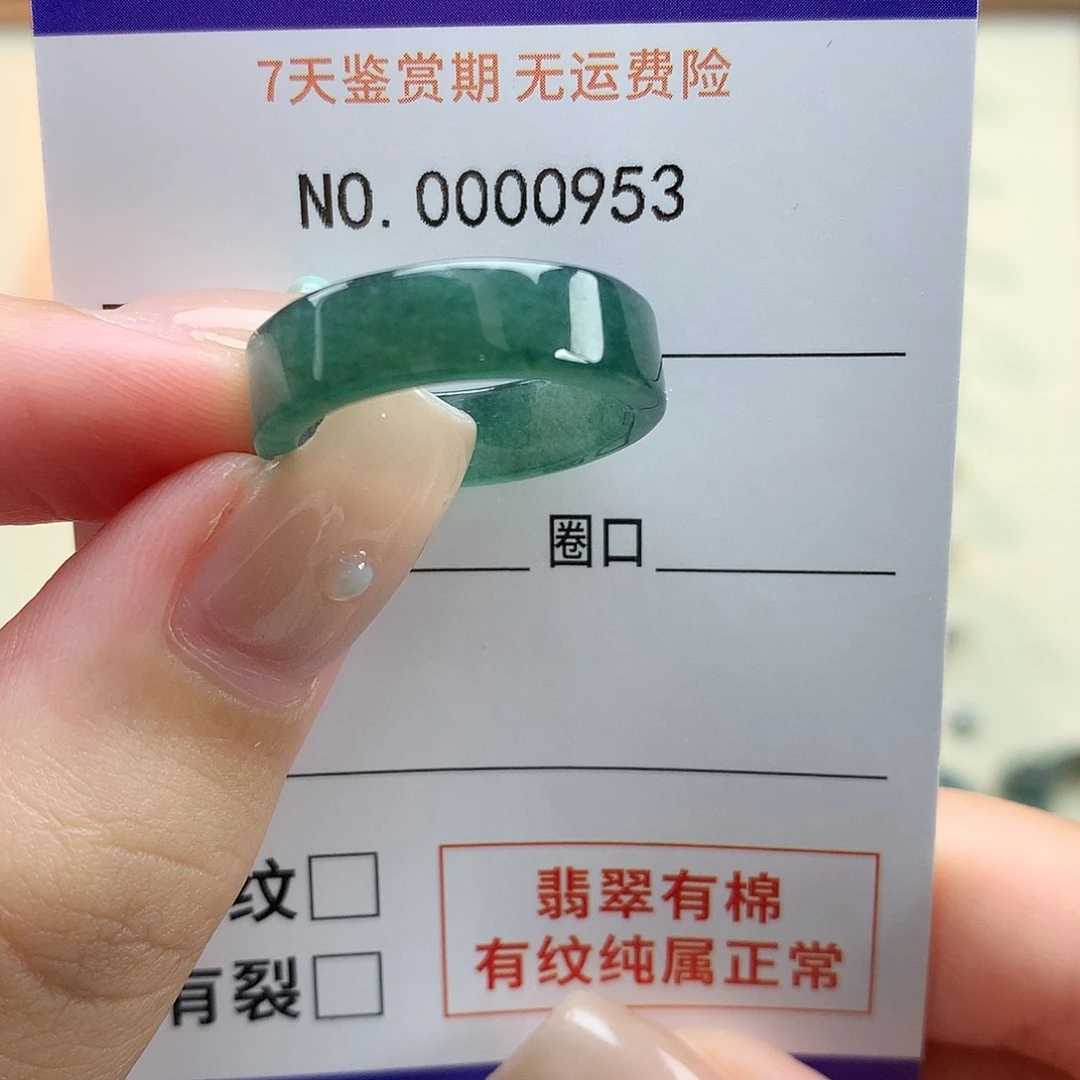 7天鉴赏期 无运费险
NO. 0000953
圈口
纹
有裂
翡翠有棉
有纹纯属正常